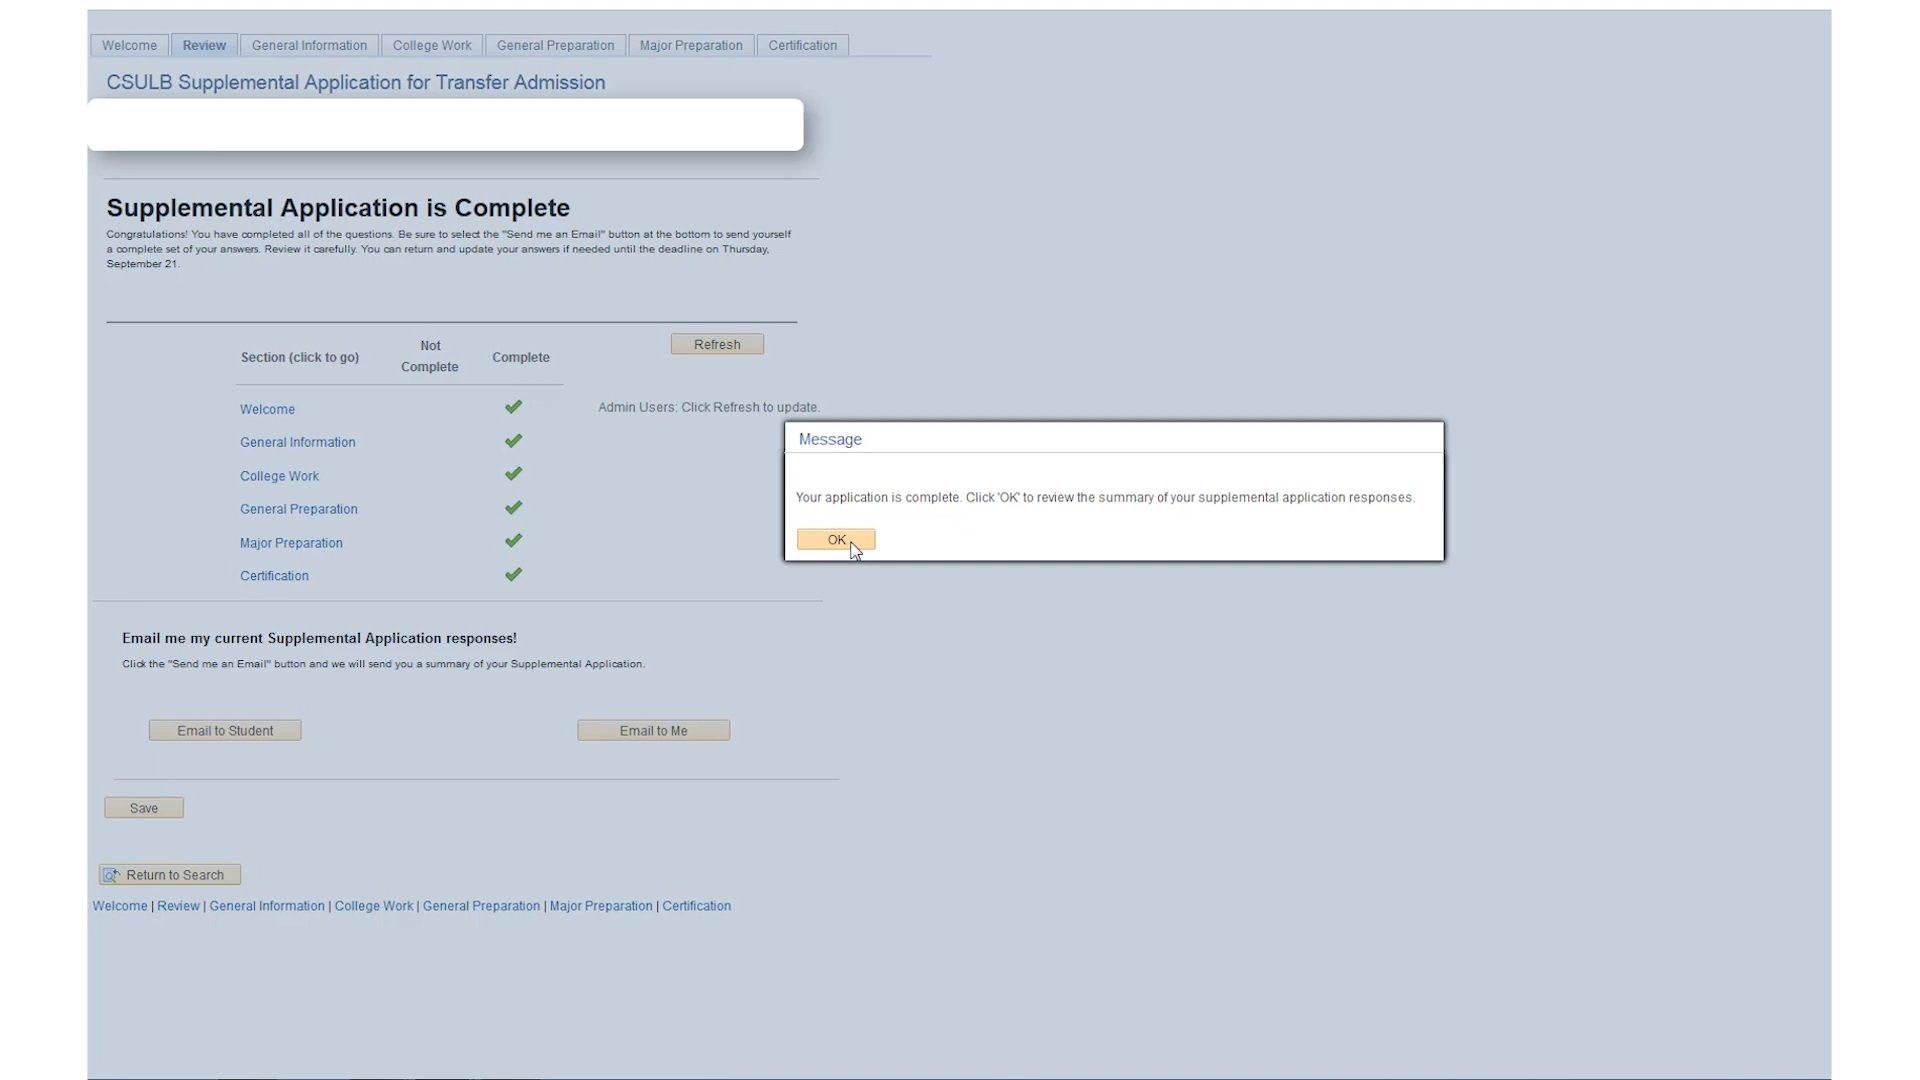 Welcome Review General Information College Work General Preparation Major Preparation Certification
CSULB Supplemental Application for Transfer Admission
Supplemental Application is Complete
Congratulations! You have completed all of the questions. Be sure to select the "Send me an Email" button at the bottom to send yourself
a complete set of your answers. Review it carefully. You can return and update your answers if needed until the deadline on Thursday,
September 21.
Section (click to go) Not Complete Complete
Refresh
Welcome
Admin Users: Click Refresh to update.
General Information
College Work
General Preparation
Major Preparation
Certification
Message
Your application is complete. Click 'OK' to review the summary of your supplemental application responses.
OK
Email me my current Supplemental Application responses!
Click the "Send me an Email" button and we will send you a summary of your Supplemental Application.
Email to Student Email to Me
Save
Return to Search
Welcome | Review | General Information | College Work | General Preparation | Major Preparation | Certification